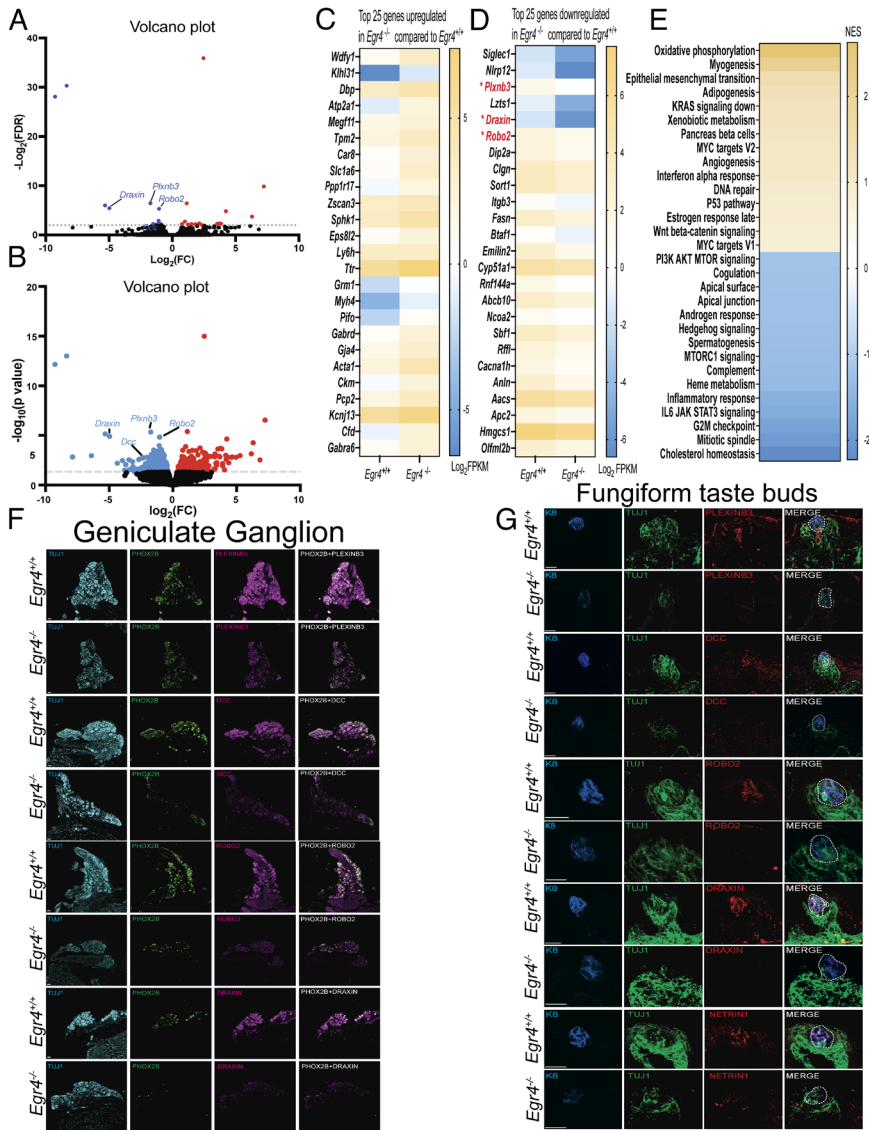 A
Volcano plot
-Log2(FDR)
40
30
20
10
0
Draxin
Plxnb3
Robo2
-10
-5
0
5
10
Log2(FC)
B
Volcano plot
-log10(p value)
20
15
10
5
0
Draxin
Plxnb3
Robo2
Dcc
-10
-5
0
5
10
log2(FC)
C
Top 25 genes upregulated
in Egr4 -/- compared to Egr4+/+
Wdfy1
Klhl31
Dbp
Atp2a1
Megf11
Tpm2
Car8
Slc1a6
Ppp1r17
Zscan3
Sphk1
Eps8l2
Ly6h
Ttr
Grm1
Myh4
Pifo
Gabrd
Gja4
Acta1
Ckm
Pcp2
Kcnj13
Cfd
Gabra6
Egr4+/+
Egr4 -/-
5
0
-5
Log2FPKM
D
Top 25 genes downregulated
in Egr4 -/- compared to Egr4+/+
Siglec1
Nlrp12
* Plxnb3
Lzts1
* Draxin
* Robo2
Dip2a
Clgn
Sort1
Itgb3
Fasn
Btaf1
Emilin2
Cyp51a1
Rnf144a
Abcb10
Ncoa2
Sbf1
Rffl
Cacna1h
Anln
Aacs
Apc2
Hmgcs1
Olfml2b
Egr4+/+
Egr4-/-
6
4
2
0
-2
-4
-6
Log2FPKM
E
NES
Oxidative phosphorylation
Myogenesis
Epithelial mesenchymal transition
Adipogenesis
KRAS signaling down
Xenobiotic metabolism
Pancreas beta cells
MYC targets V2
Angiogenesis
Interferon alpha response
DNA repair
P53 pathway
Estrogen response late
Wnt beta-catenin signaling
MYC targets V1
PI3K AKT MTOR signaling
Cogulation
Apical surface
Apical junction
Androgen response
Hedgehog signaling
Spermatogenesis
MTORC1 signaling
Complement
Heme metabolism
Inflammatory response
IL6 JAK STAT3 signaling
G2M checkpoint
Mitiotic spindle
Cholesterol homeostasis
2
1
0
-1
-2
F
Geniculate Ganglion
Egr4+/+
TUJ1
PHOX2B
PLEXINB3
PHOX2B+PLEXINB3
Egr4-/-
TUJ1
PHOX2B
PLEXINB3
PHOX2B+PLEXINB3
Egr4+/+
TUJ1
PHOX2B
DCC
PHOX2B+DCC
Egr4-/-
TUJ1
PHOX2B
DCC
PHOX2B+DCC
Egr4+/+
TUJ1
PHOX2B
ROBO2
PHOX2B+ROBO2
Egr4-/-
TUJ1
PHOX2B
ROBO2
PHOX2B+ROBO2
Egr4+/+
TUJ1
PHOX2B
DRAXIN
PHOX2B+DRAXIN
Egr4-/-
TUJ1
PHOX2B
DRAXIN
PHOX2B+DRAXIN
G
Fungiform taste buds
Egr4+/+
K8
TUJ1
PLEXINB3
MERGE
Egr4-/-
K8
TUJ1
PLEXINB3
MERGE
Egr4+/+
K8
TUJ1
DCC
MERGE
Egr4-/-
K8
TUJ1
DCC
MERGE
Egr4+/+
K8
TUJ1
ROBO2
MERGE
Egr4-/-
K8
TUJ1
ROBO2
MERGE
Egr4+/+
K8
TUJ1
DRAXIN
MERGE
Egr4-/-
K8
TUJ1
DRAXIN
MERGE
Egr4+/+
K8
TUJ1
NETRIN1
MERGE
Egr4-/-
K8
TUJ1
NETRIN1
MERGE